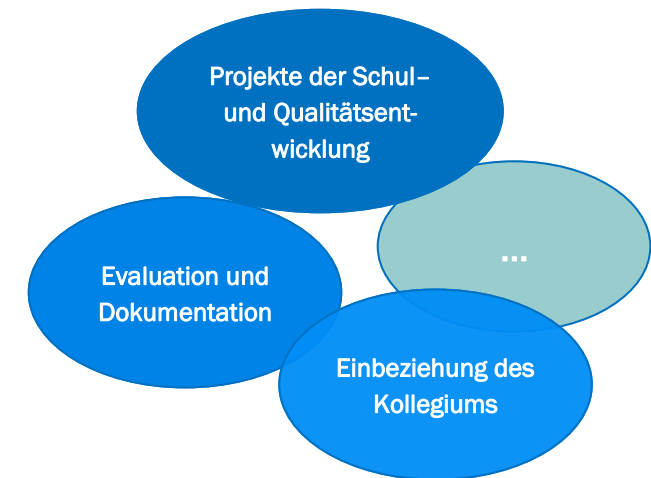 Projekte der Schul–
und Qualitätsent-
wicklung
...
Evaluation und
Dokumentation
Einbeziehung des
Kollegiums